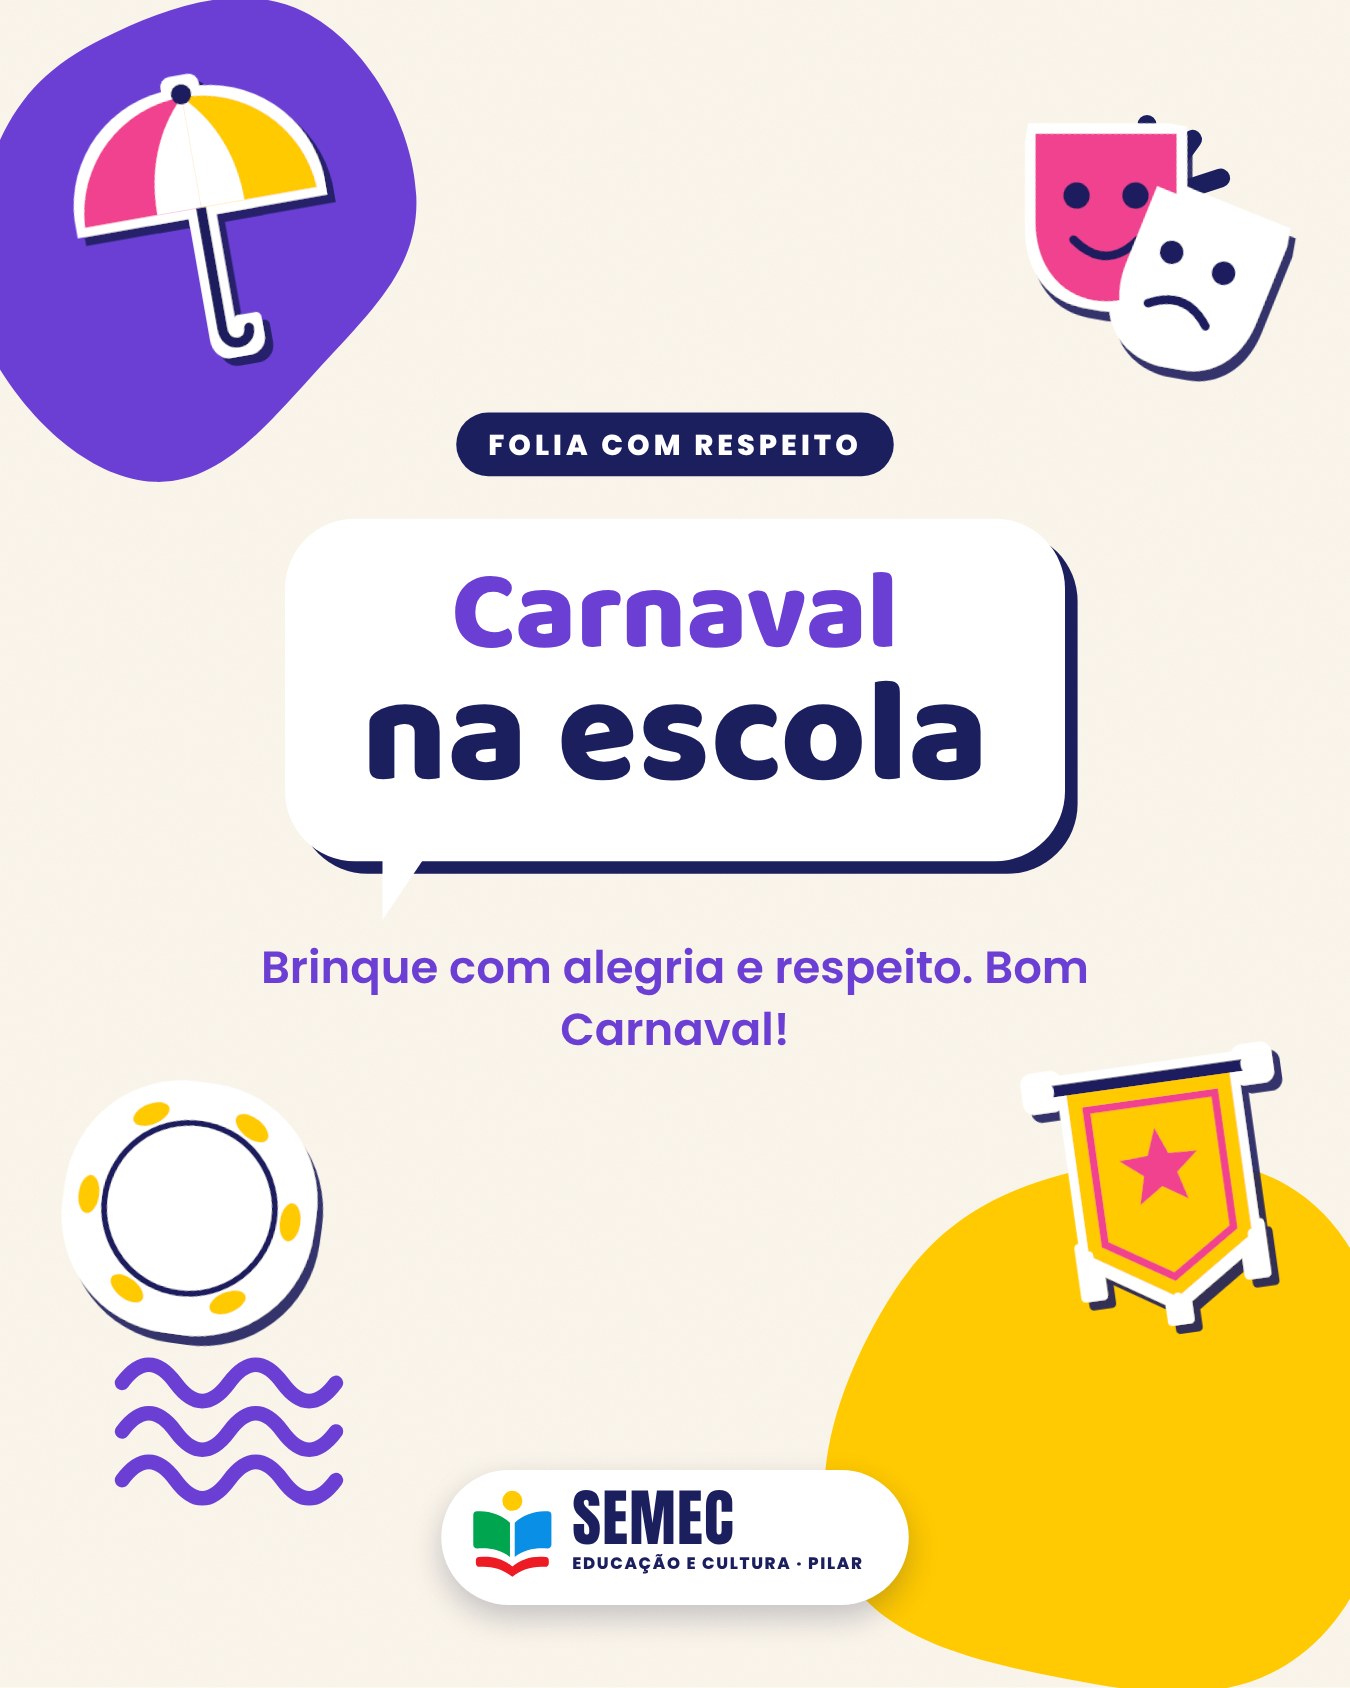 FOLIA COM RESPEITO
Carnaval
na escola
Brinque com alegria e respeito. Bom
Carnaval!
SEMEC
EDUCAÇÃO E CULTURA · PILAR